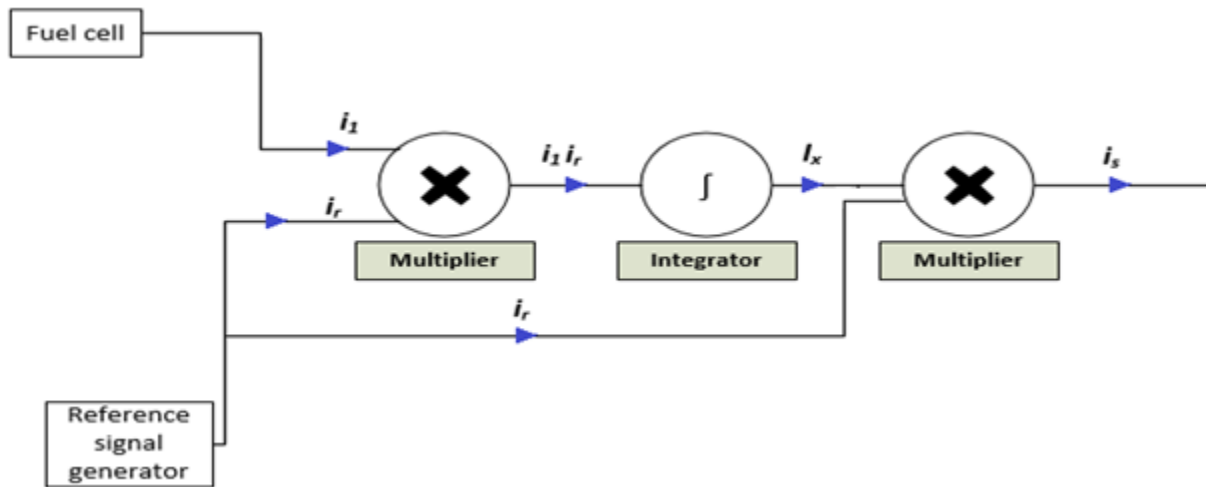 Fuel cell
i₁
i₁ iᵣ
Iₓ
iₛ
∫
iᵣ
Multiplier
Integrator
Multiplier
iᵣ
Reference
signal
generator